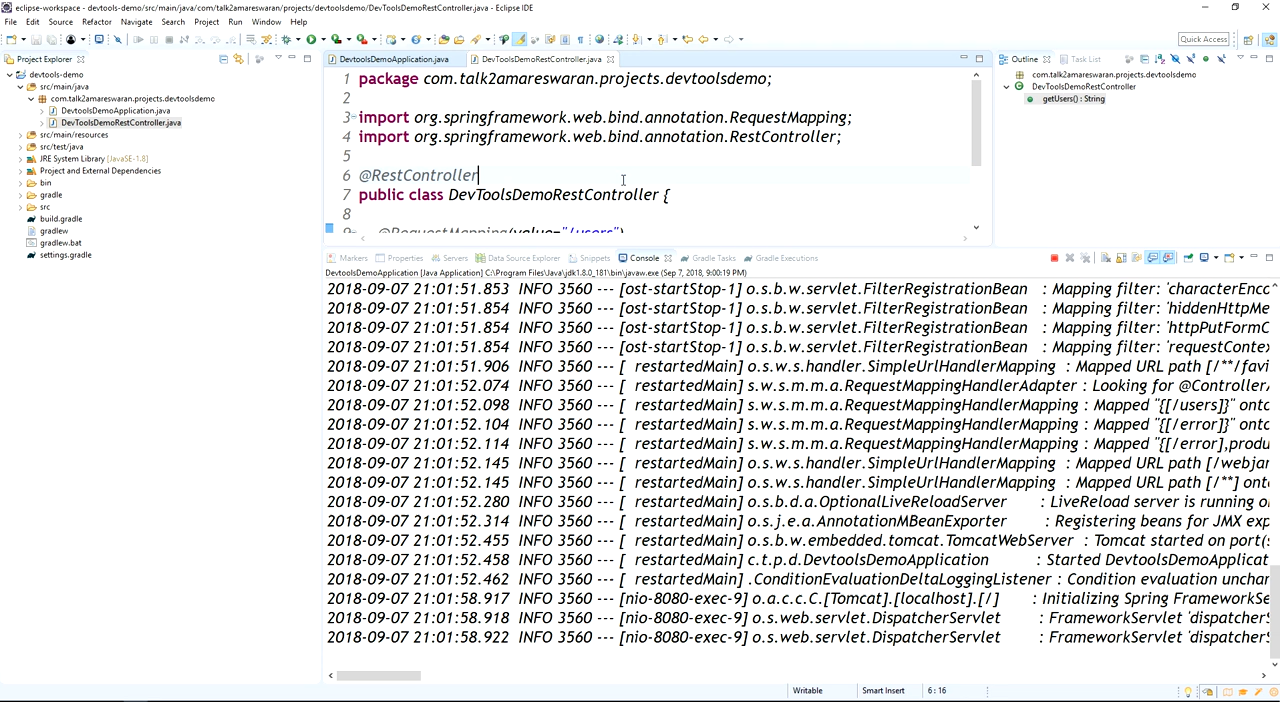 eclipse-workspace - devtools-demo/src/main/java/com/talk2amareswaran/projects/devtoolsdemo/DevToolsDemoRestController.java - Eclipse IDE
File Edit Source Refactor Navigate Search Project Run Window Help
Quick Access
Project Explorer
devtools-demo
src/main/java
com.talk2amareswaran.projects.devtoolsdemo
DevtoolsDemoApplication.java
DevToolsDemoRestController.java
src/main/resources
src/test/java
JRE System Library [JavaSE-1.8]
Project and External Dependencies
bin
gradle
src
build.gradle
gradlew
gradlew.bat
settings.gradle
DevtoolsDemoApplication.java DevToolsDemoRestController.java
1 package com.talk2amareswaran.projects.devtoolsdemo;
2
3 import org.springframework.web.bind.annotation.RequestMapping;
4 import org.springframework.web.bind.annotation.RestController;
5
6 @RestController
7 public class DevToolsDemoRestController {
8
9 @RequestMapping(value="/users")
Outline Task List
com.talk2amareswaran.projects.devtoolsdemo
DevToolsDemoRestController
getUsers() : String
Markers Properties Servers Data Source Explorer Snippets Console Gradle Tasks Gradle Executions
DevtoolsDemoApplication [Java Application] C:\Program Files\Java\jdk1.8.0_181\bin\javaw.exe (Sep 7, 2018, 9:00:19 PM)
2018-09-07 21:01:51.853 INFO 3560 --- [ost-startStop-1] o.s.b.w.servlet.FilterRegistrationBean : Mapping filter: 'characterEnco
2018-09-07 21:01:51.854 INFO 3560 --- [ost-startStop-1] o.s.b.w.servlet.FilterRegistrationBean : Mapping filter: 'hiddenHttpMe
2018-09-07 21:01:51.854 INFO 3560 --- [ost-startStop-1] o.s.b.w.servlet.FilterRegistrationBean : Mapping filter: 'httpPutFormC
2018-09-07 21:01:51.854 INFO 3560 --- [ost-startStop-1] o.s.b.w.servlet.FilterRegistrationBean : Mapping filter: 'requestContex
2018-09-07 21:01:51.906 INFO 3560 --- [ restartedMain] o.s.w.s.handler.SimpleUrlHandlerMapping : Mapped URL path [/**/favi
2018-09-07 21:01:52.074 INFO 3560 --- [ restartedMain] s.w.s.m.m.a.RequestMappingHandlerAdapter : Looking for @ControllerA
2018-09-07 21:01:52.098 INFO 3560 --- [ restartedMain] s.w.s.m.m.a.RequestMappingHandlerMapping : Mapped "{[/users]}" onto
2018-09-07 21:01:52.104 INFO 3560 --- [ restartedMain] s.w.s.m.m.a.RequestMappingHandlerMapping : Mapped "{[/error]}" onto
2018-09-07 21:01:52.114 INFO 3560 --- [ restartedMain] s.w.s.m.m.a.RequestMappingHandlerMapping : Mapped "{[/error],produ
2018-09-07 21:01:52.145 INFO 3560 --- [ restartedMain] o.s.w.s.handler.SimpleUrlHandlerMapping : Mapped URL path [/webjar
2018-09-07 21:01:52.145 INFO 3560 --- [ restartedMain] o.s.w.s.handler.SimpleUrlHandlerMapping : Mapped URL path [/**] onto
2018-09-07 21:01:52.280 INFO 3560 --- [ restartedMain] o.s.b.d.a.OptionalLiveReloadServer : LiveReload server is running o
2018-09-07 21:01:52.314 INFO 3560 --- [ restartedMain] o.s.j.e.a.AnnotationMBeanExporter : Registering beans for JMX exp
2018-09-07 21:01:52.455 INFO 3560 --- [ restartedMain] o.s.b.w.embedded.tomcat.TomcatWebServer : Tomcat started on port(s
2018-09-07 21:01:52.458 INFO 3560 --- [ restartedMain] c.t.p.d.DevtoolsDemoApplication : Started DevtoolsDemoApplicat
2018-09-07 21:01:52.462 INFO 3560 --- [ restartedMain] .ConditionEvaluationDeltaLoggingListener : Condition evaluation unchan
2018-09-07 21:01:58.917 INFO 3560 --- [nio-8080-exec-9] o.a.c.c.C.[Tomcat].[localhost].[/] : Initializing Spring FrameworkSe
2018-09-07 21:01:58.918 INFO 3560 --- [nio-8080-exec-9] o.s.web.servlet.DispatcherServlet : FrameworkServlet 'dispatcherS
2018-09-07 21:01:58.922 INFO 3560 --- [nio-8080-exec-9] o.s.web.servlet.DispatcherServlet : FrameworkServlet 'dispatcherS
Writable Smart Insert 6 : 16